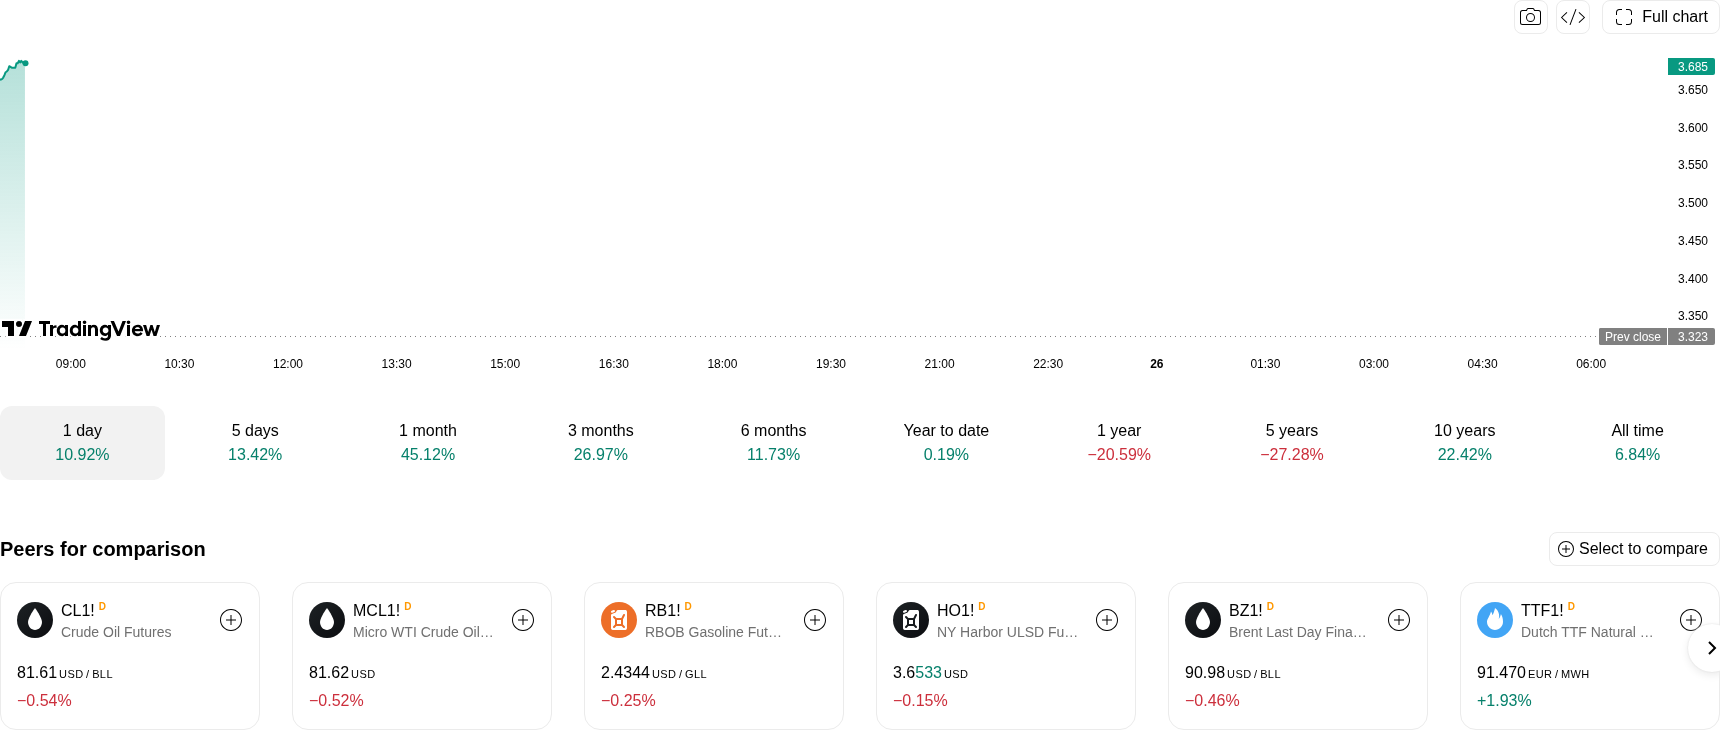 Full chart
3.685
3.650
3.600
3.550
3.500
3.450
3.400
3.350
TradingView
Prev close 3.323
09:00 10:30 12:00 13:30 15:00 16:30 18:00 19:30 21:00 22:30 26 01:30 03:00 04:30 06:00
1 day 5 days 1 month 3 months 6 months Year to date 1 year 5 years 10 years All time
10.92% 13.42% 45.12% 26.97% 11.73% 0.19% −20.59% −27.28% 22.42% 6.84%
Peers for comparison
Select to compare
CL1! D
Crude Oil Futures
81.61 USD / BLL
−0.54%
MCL1! D
Micro WTI Crude Oil…
81.62 USD
−0.52%
RB1! D
RBOB Gasoline Fut…
2.4344 USD / GLL
−0.25%
HO1! D
NY Harbor ULSD Fu…
3.6533 USD
−0.15%
BZ1! D
Brent Last Day Fina…
90.98 USD / BLL
−0.46%
TTF1! D
Dutch TTF Natural …
91.470 EUR / MWH
+1.93%